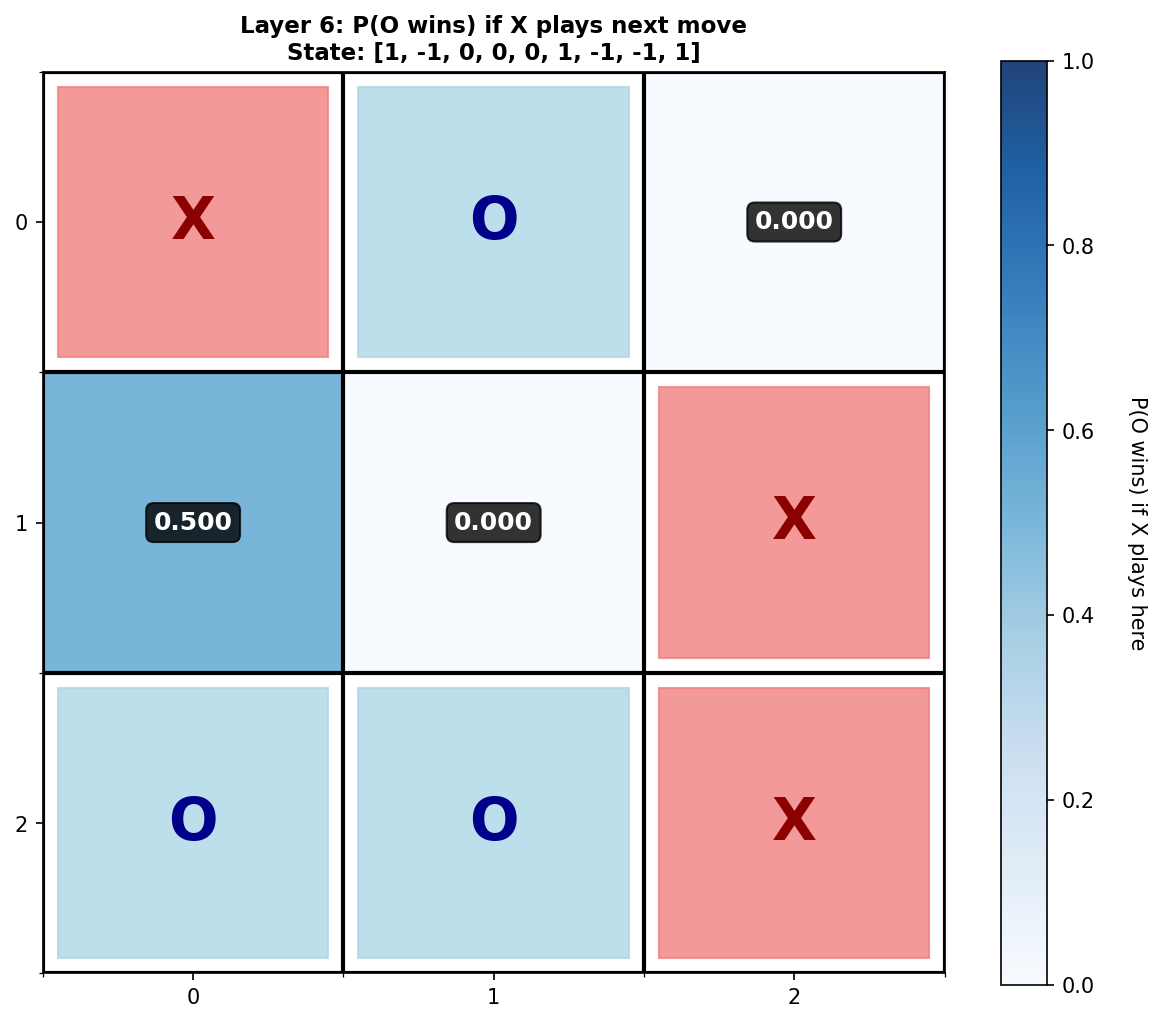 Layer 6: P(O wins) if X plays next move
State: [1, -1, 0, 0, 0, 1, -1, -1, 1]
0
X
O
0.000
1
0.500
0.000
X
2
O
O
X
0
1
2
1.0
0.8
0.6
0.4
0.2
0.0
P(O wins) if X plays here